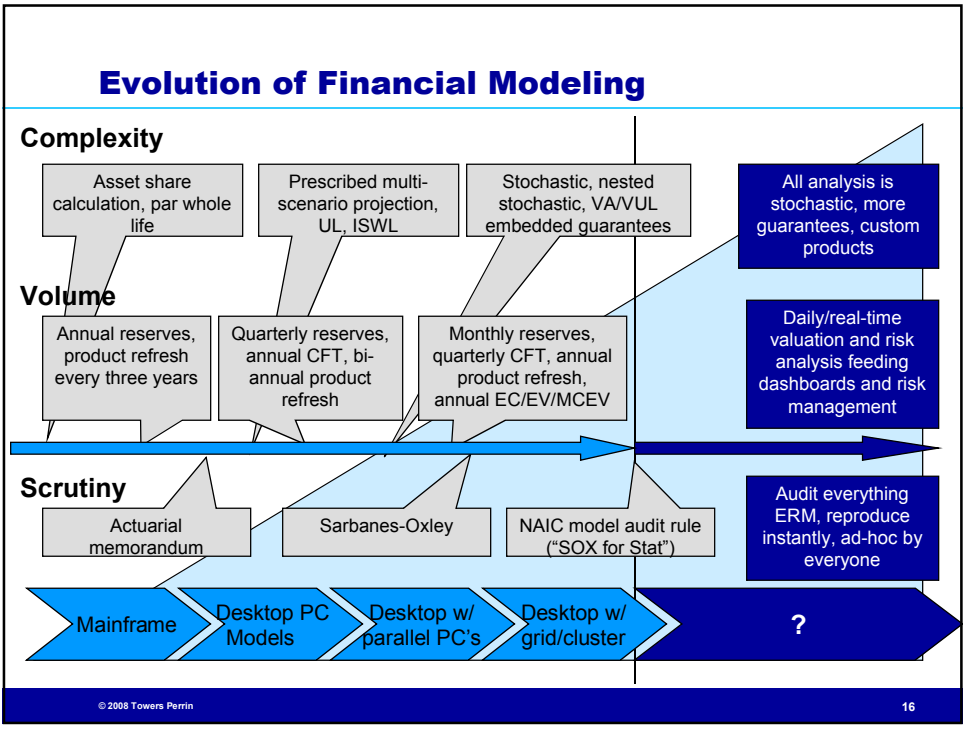 Evolution of Financial Modeling
Complexity
Asset share
calculation, par whole
life
Prescribed multi-
scenario projection,
UL, ISWL
Stochastic, nested
stochastic, VA/VUL
embedded guarantees
All analysis is
stochastic, more
guarantees, custom
products
Volume
Annual reserves,
product refresh
every three years
Quarterly reserves,
annual CFT, bi-
annual product
refresh
Monthly reserves,
quarterly CFT, annual
product refresh,
annual EC/EV/MCEV
Daily/real-time
valuation and risk
analysis feeding
dashboards and risk
management
Scrutiny
Actuarial
memorandum
Sarbanes-Oxley
NAIC model audit rule
(“SOX for Stat”)
Audit everything
ERM, reproduce
instantly, ad-hoc by
everyone
Mainframe
Desktop PC
Models
Desktop w/
parallel PC’s
Desktop w/
grid/cluster
?
© 2008 Towers Perrin
16